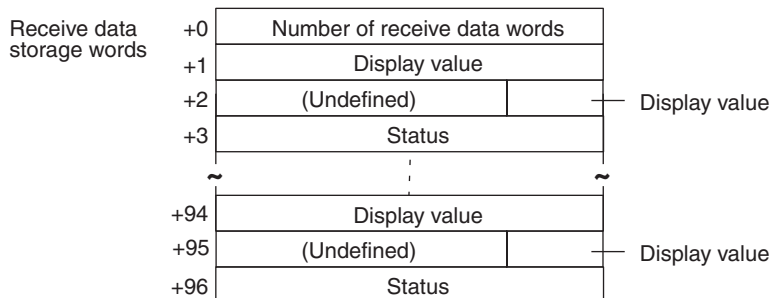 Receive data
storage words
+0 Number of receive data words
+1 Display value
+2 (Undefined) Display value
+3 Status
~ ~
+94 Display value
+95 (Undefined) Display value
+96 Status